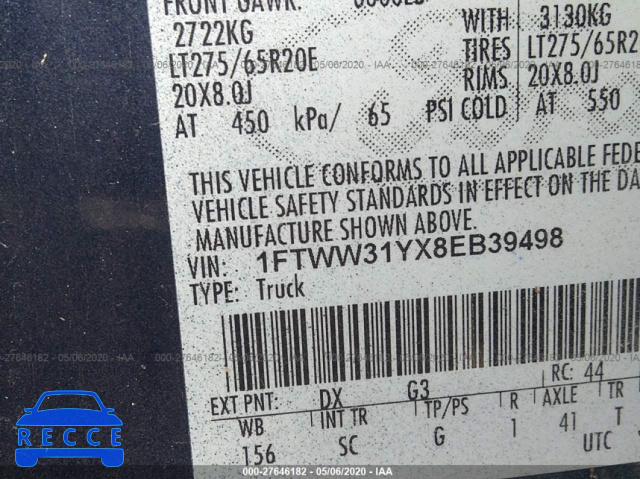 FRONT GAWR:
2722KG WITH 3130KG
LT275/65R20E TIRES LT275/65R2
20X8.0J RIMS 20X8.0J
AT 450 kPa/ 65 PSI COLD AT 550
THIS VEHICLE CONFORMS TO ALL APPLICABLE FEDE
VEHICLE SAFETY STANDARDS IN EFFECT ON THE DA
MANUFACTURE SHOWN ABOVE.
VIN: 1FTWW31YX8EB39498
TYPE: Truck
EXT PNT: DX G3 RC: 44
WB INT TR TP/PS R AXLE TR
156 SC G 1 41 T
UTC
000-27646182 - 05/06/2020 - IAA